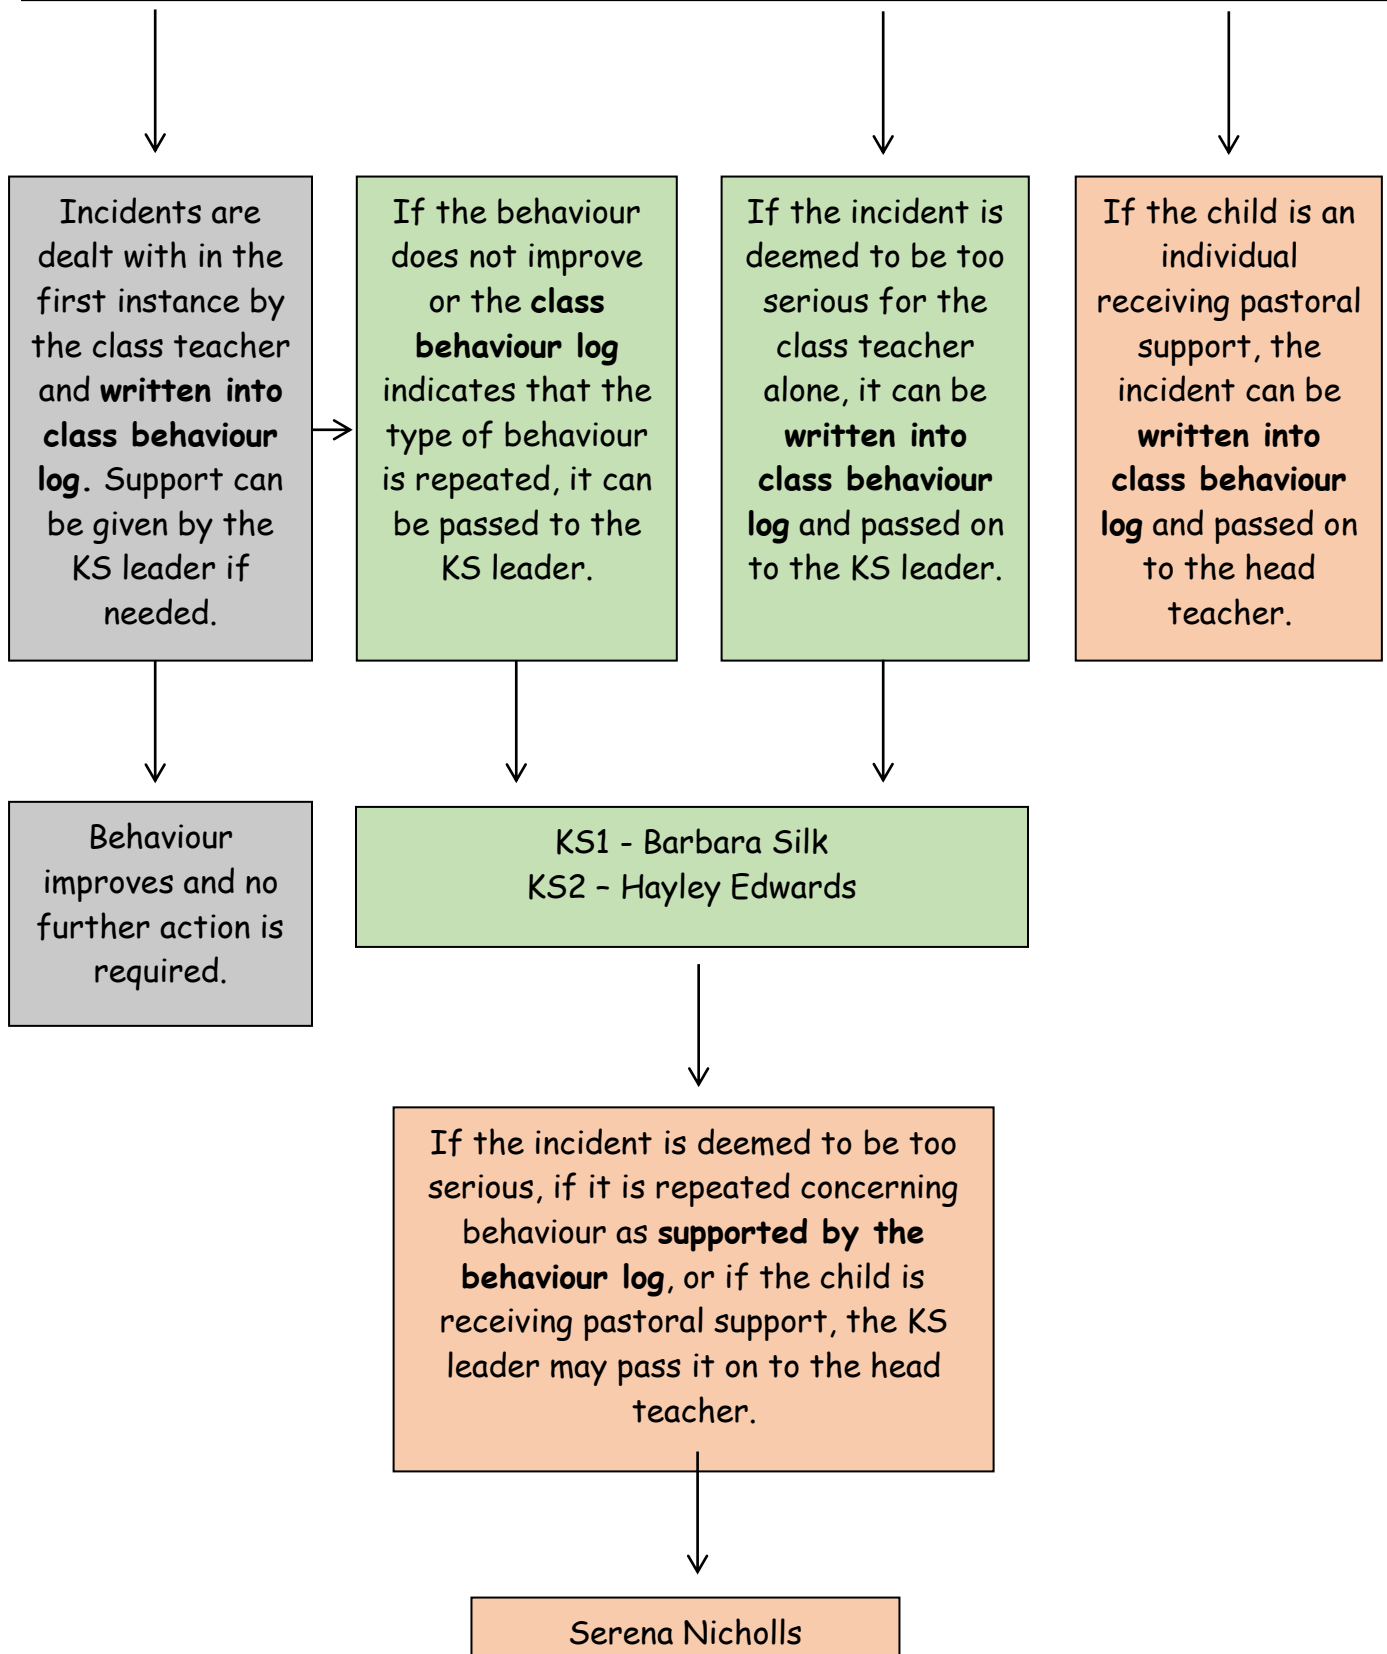 Incidents are
dealt with in the
first instance by
the class teacher
and written into
class behaviour
log. Support can
be given by the
KS leader if
needed.
If the behaviour
does not improve
or the class
behaviour log
indicates that the
type of behaviour
is repeated, it can
be passed to the
KS leader.
If the incident is
deemed to be too
serious for the
class teacher
alone, it can be
written into
class behaviour
log and passed on
to the KS leader.
If the child is an
individual
receiving pastoral
support, the
incident can be
written into
class behaviour
log and passed on
to the head
teacher.
Behaviour
improves and no
further action is
required.
KS1 - Barbara Silk
KS2 – Hayley Edwards
If the incident is deemed to be too
serious, if it is repeated concerning
behaviour as supported by the
behaviour log, or if the child is
receiving pastoral support, the KS
leader may pass it on to the head
teacher.
Serena Nicholls